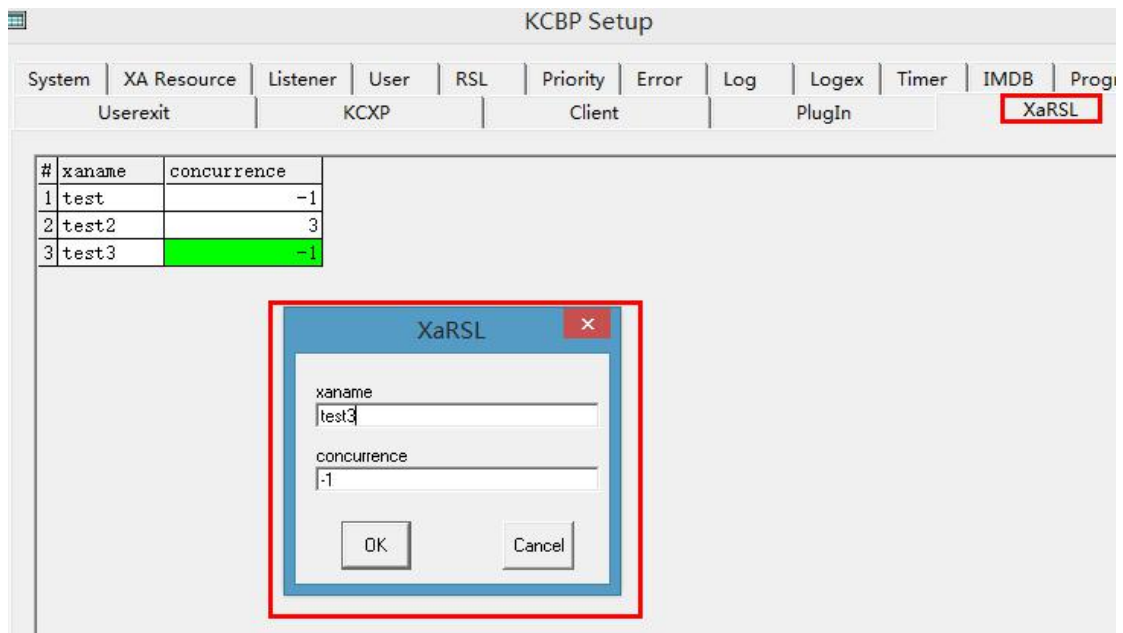 KCBP Setup
System XA Resource Listener User RSL Priority Error Log Logex Timer IMDB
Userexit KCXP Client PlugIn XaRSL
# xaname concurrence
1 test -1
2 test2 3
3 test3 -1
XaRSL
xaname
test3
concurrence
-1
OK Cancel